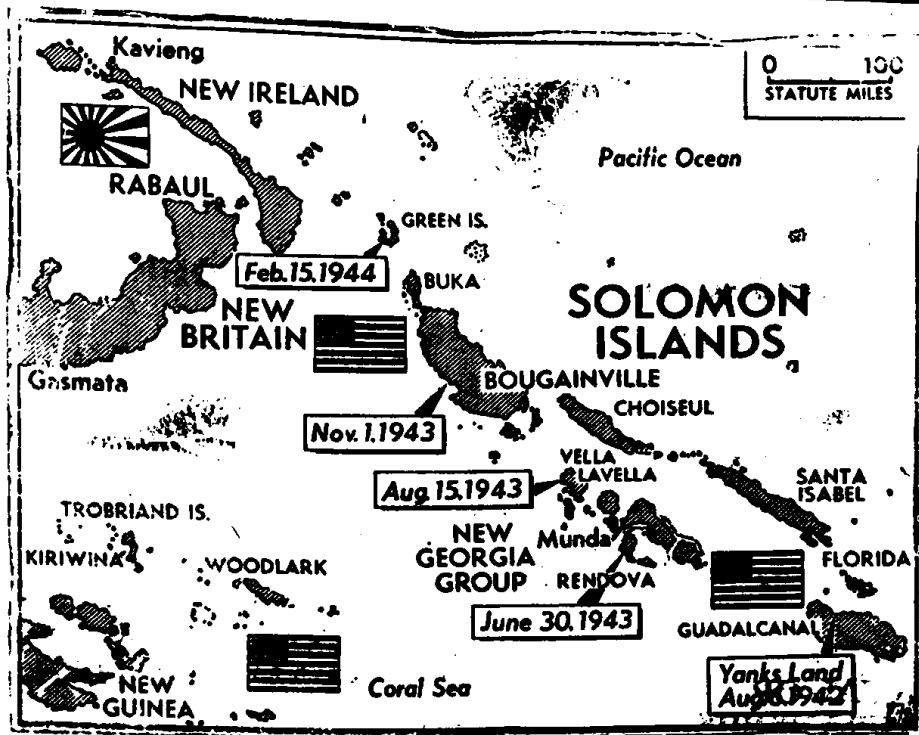 Kavieng
NEW IRELAND
0 100
STATUTE MILES
Pacific Ocean
RABAUL
GREEN IS.
Feb.15.1944
BUKA
NEW
BRITAIN
SOLOMON
ISLANDS
Gasmata
BOUGAINVILLE
CHOISEUL
Nov.1.1943
VELLA
LAVELLA
Aug.15.1943
SANTA
ISABEL
TROBRIAND IS.
KIRIWINA
WOODLARK
NEW
GEORGIA
GROUP
Munda
RENDOVA
FLORIDA
June 30.1943
GUADALCANAL
Yanks Land
NEW
GUINEA
Coral Sea